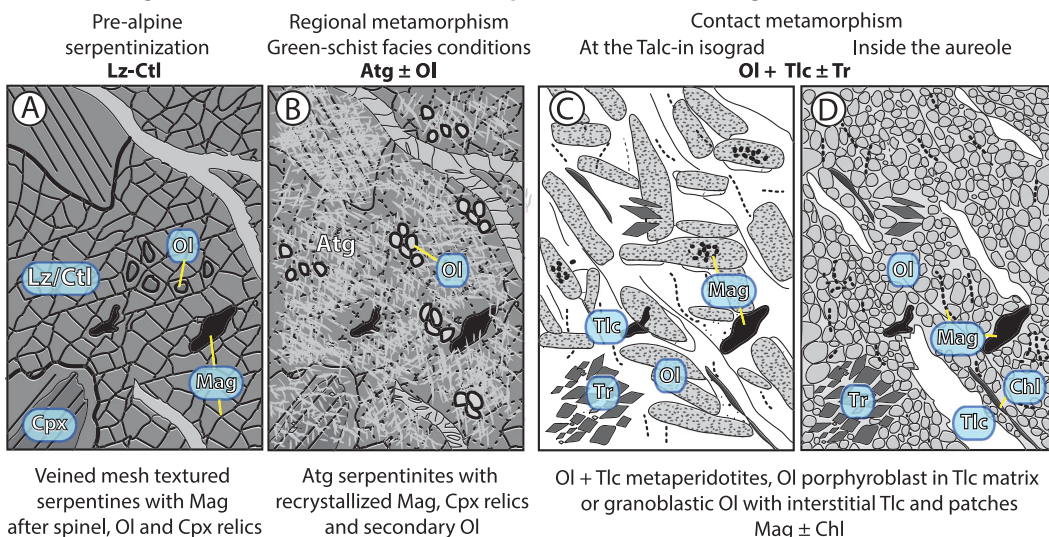 Pre-alpine
serpentinization
Lz-Ctl
Regional metamorphism
Green-schist facies conditions
Atg ± Ol
Contact metamorphism
At the Talc-in isograd
Inside the aureole
Ol + Tlc ± Tr
A
Ol
Lz/Ctl
Mag
Cpx
B
Atg
Ol
C
Mag
Tlc
Ol
Tr
D
Ol
Mag
Chl
Tr
Tlc
Veined mesh textured
serpentines with Mag
after spinel, Ol and Cpx relics
Atg serpentinites with
recrystallized Mag, Cpx relics
and secondary Ol
Ol + Tlc metaperidotites, Ol porphyroblast in Tlc matrix
or granoblastic Ol with interstitial Tlc and patches
Mag ± Chl